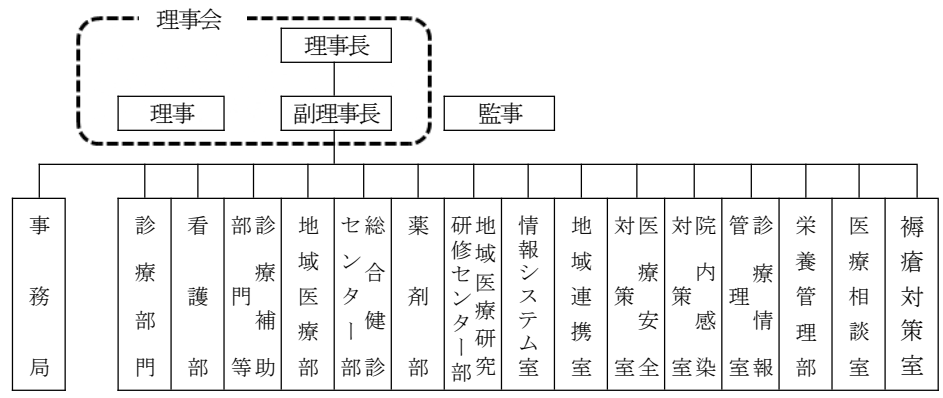 理事会
理事長
理事
副理事長
監事
事務局
診療部門
看護部
診療補助
部門等
地域医療部
総合健診
センター部
薬剤部
地域医療研究
研修センター部
情報システム室
地域連携室
医療安全
対策室
院内感染
対策室
診療情報
管理室
栄養管理部
医療相談室
褥瘡対策室